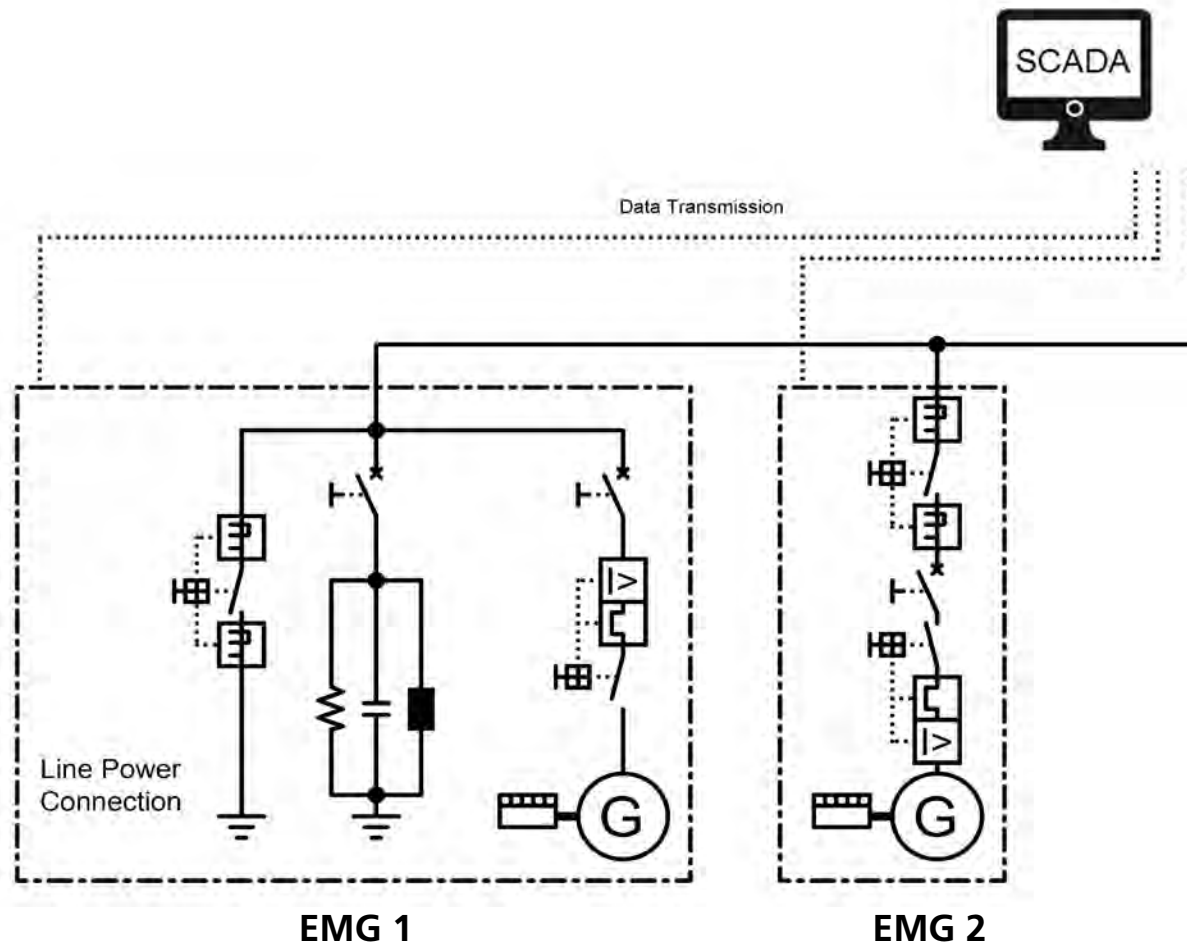 SCADA
Data Transmission
I>
I>
Line Power
Connection
G
G
EMG 1
EMG 2